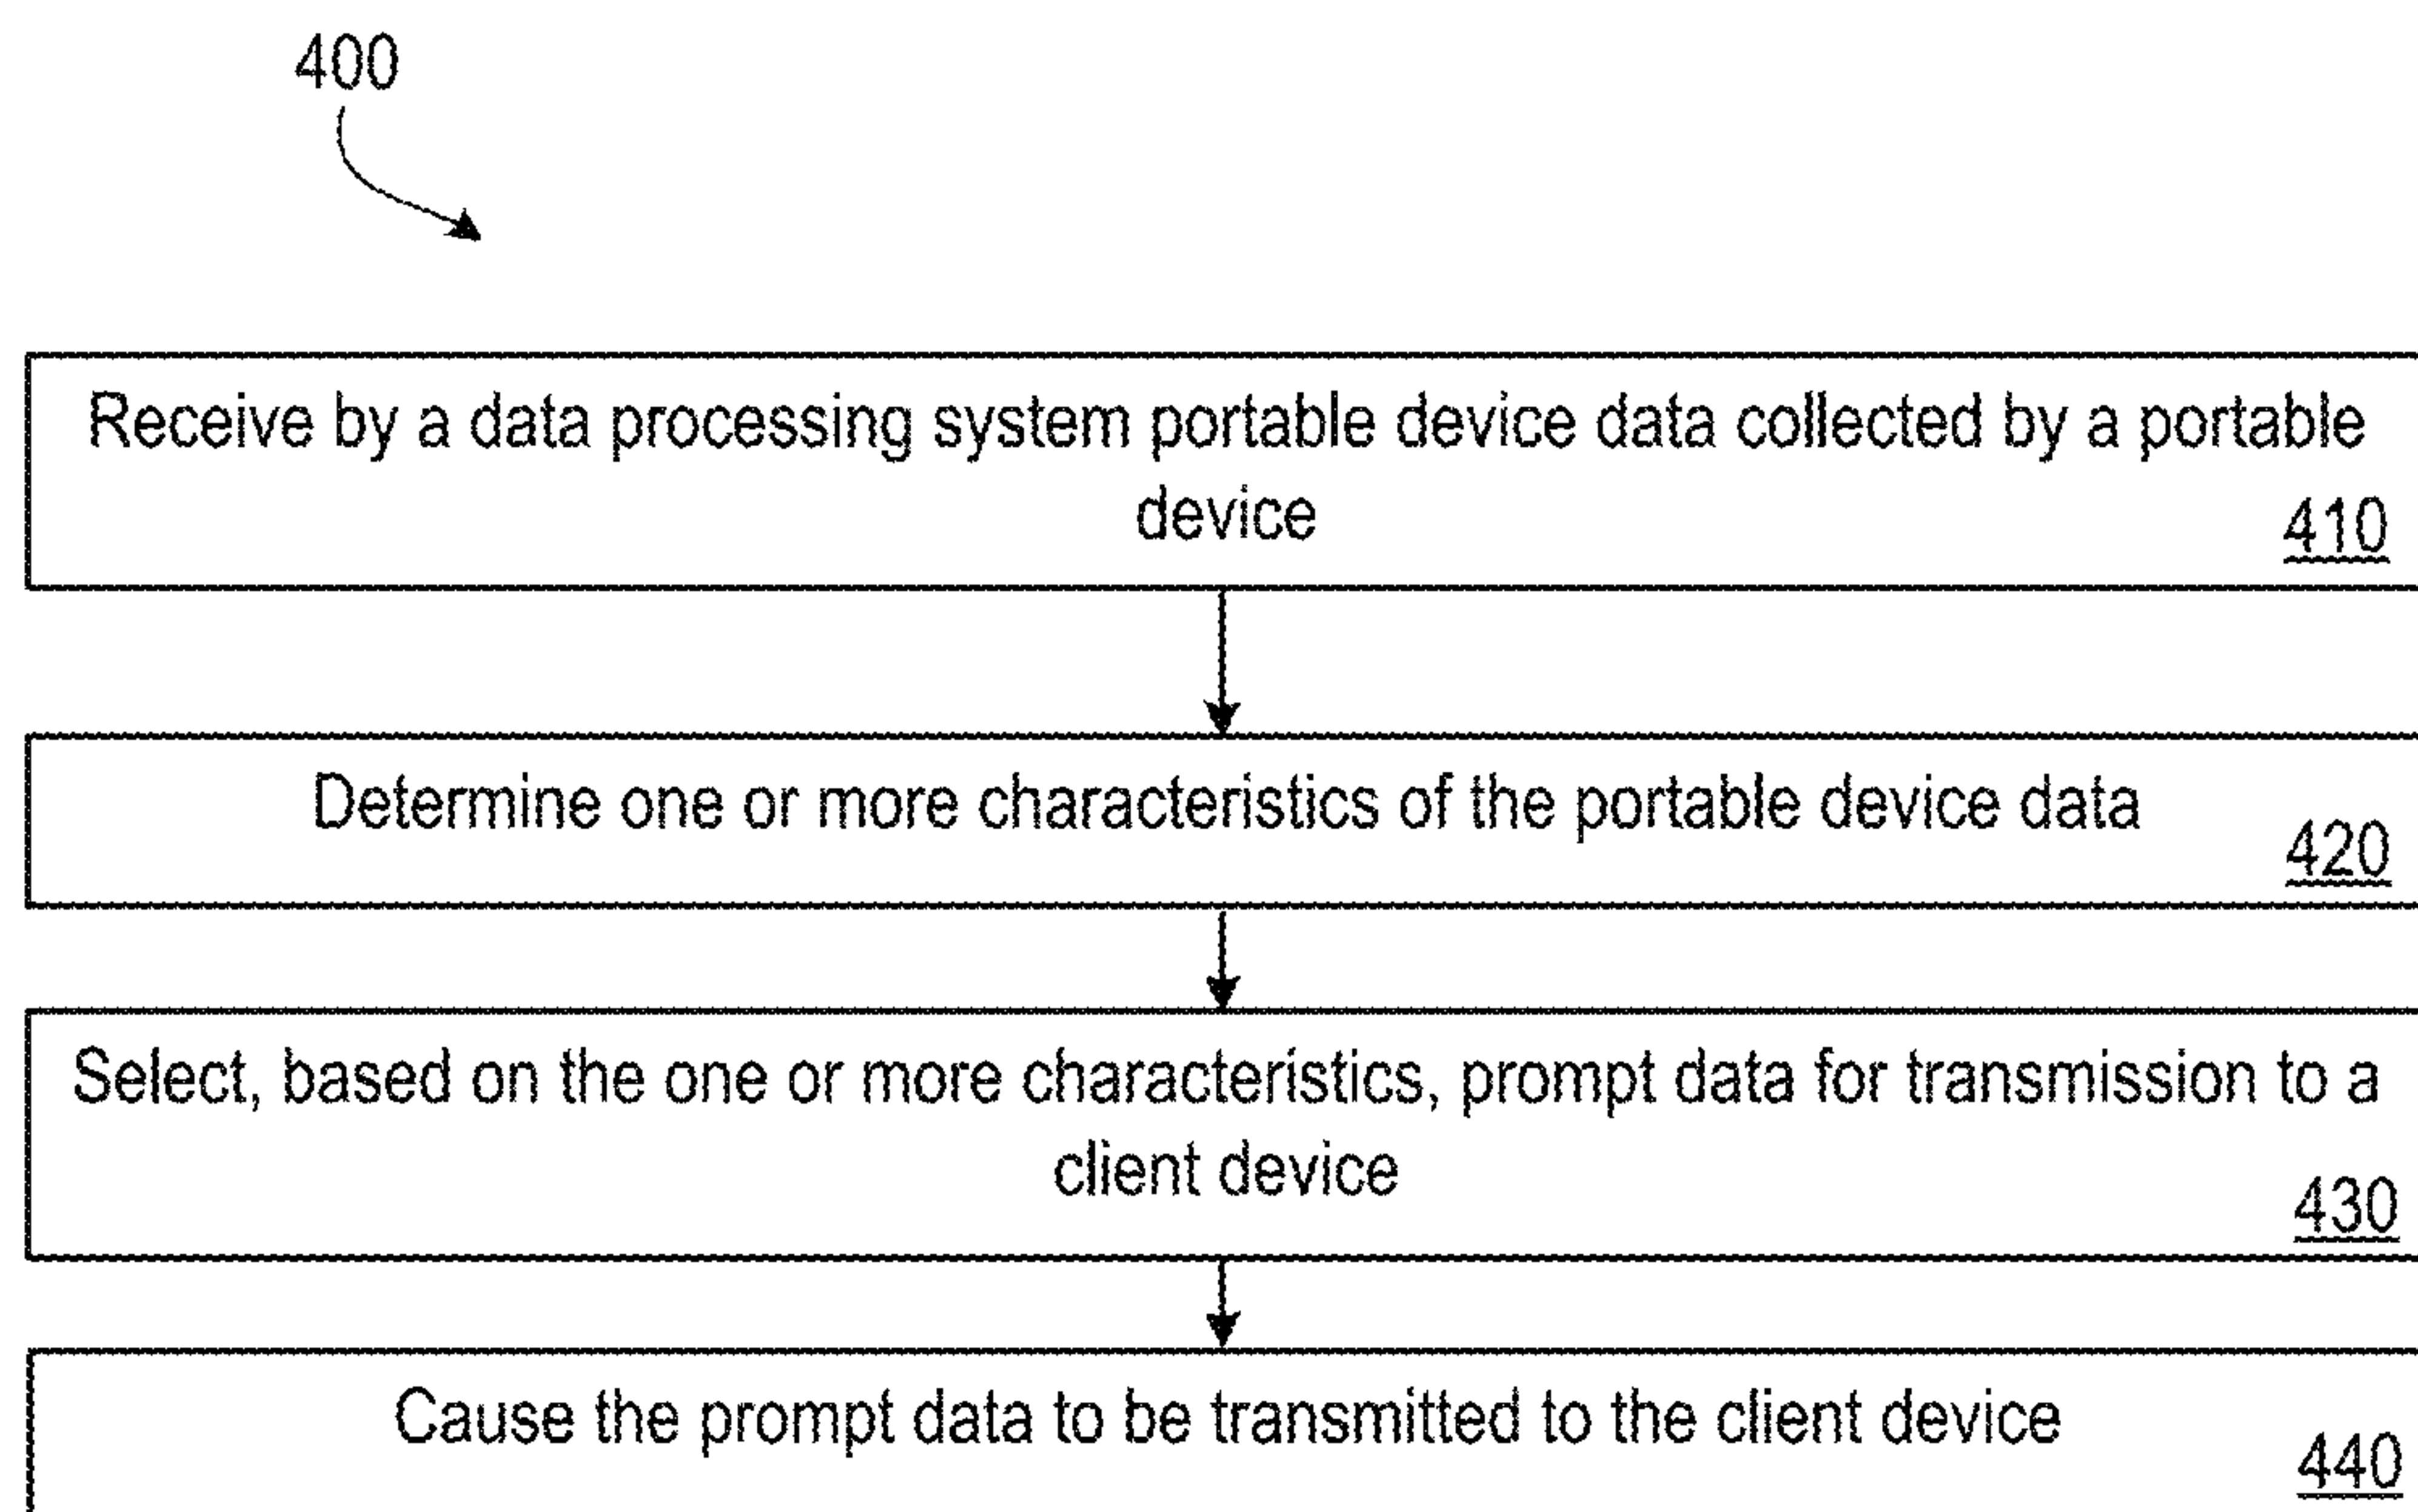 400
Receive by a data processing system portable device data collected by a portable
device
410
Determine one or more characteristics of the portable device data
420
Select, based on the one or more characteristics, prompt data for transmission to a
client device
430
Cause the prompt data to be transmitted to the client device
440